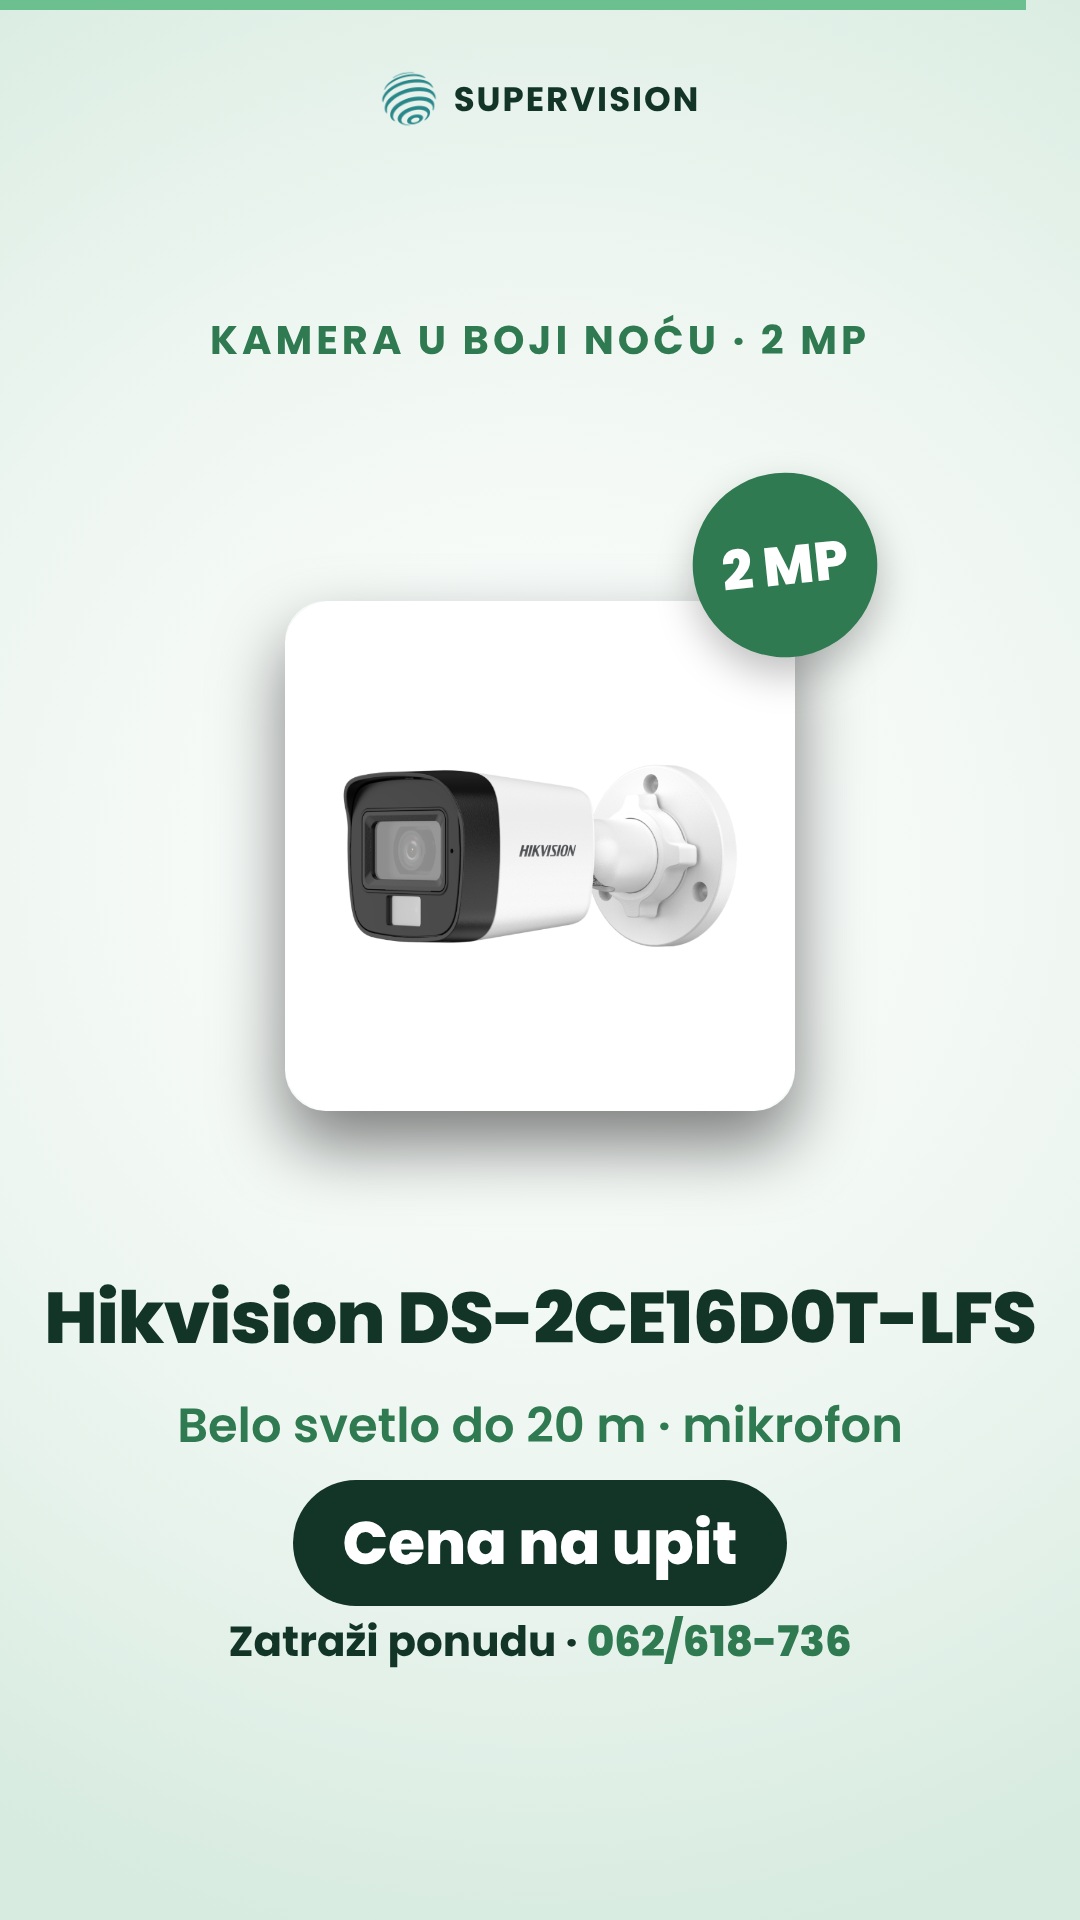 SUPERVISION
KAMERA U BOJI NOĆU · 2 MP
2 MP
HIKVISION
Hikvision DS-2CE16D0T-LFS
Belo svetlo do 20 m · mikrofon
Cena na upit
Zatraži ponudu · 062/618-736